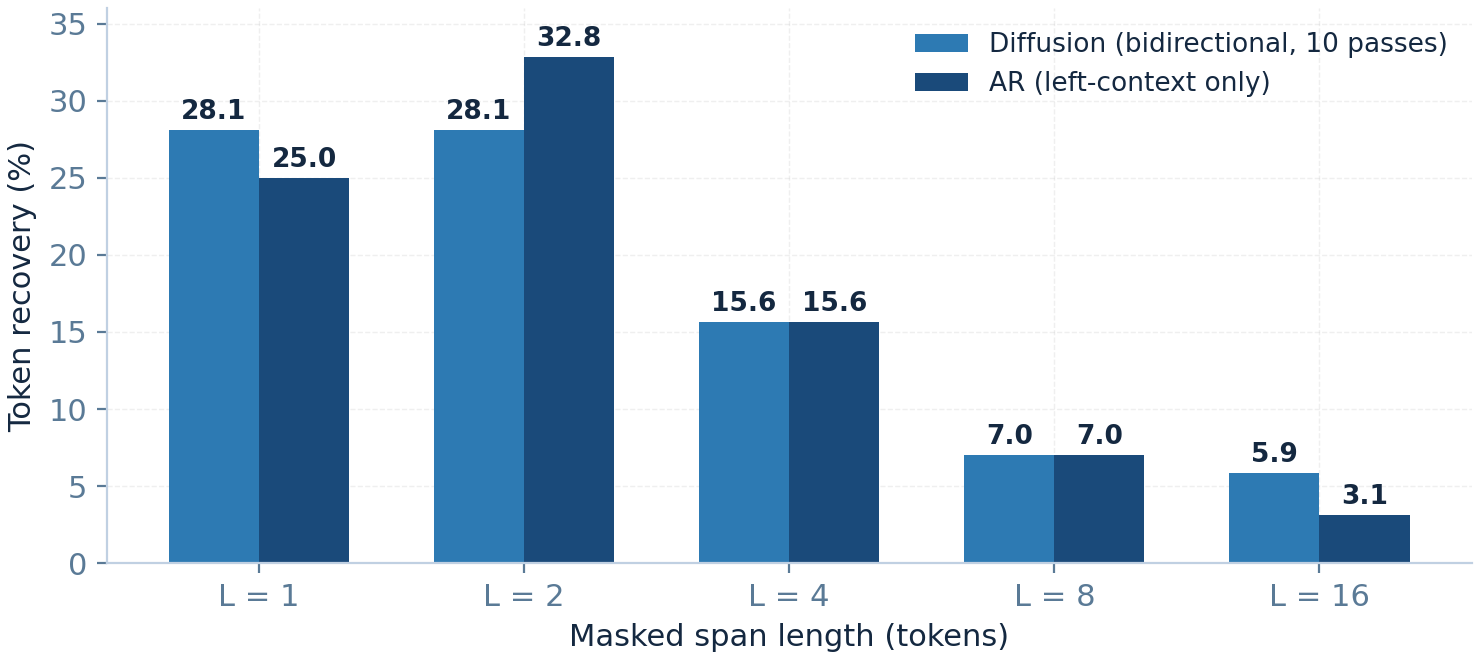 35
30
25
20
15
10
5
0
Token recovery (%)
28.1
25.0
28.1
32.8
15.6
15.6
7.0
7.0
5.9
3.1
Diffusion (bidirectional, 10 passes)
AR (left-context only)
L = 1
L = 2
L = 4
L = 8
L = 16
Masked span length (tokens)